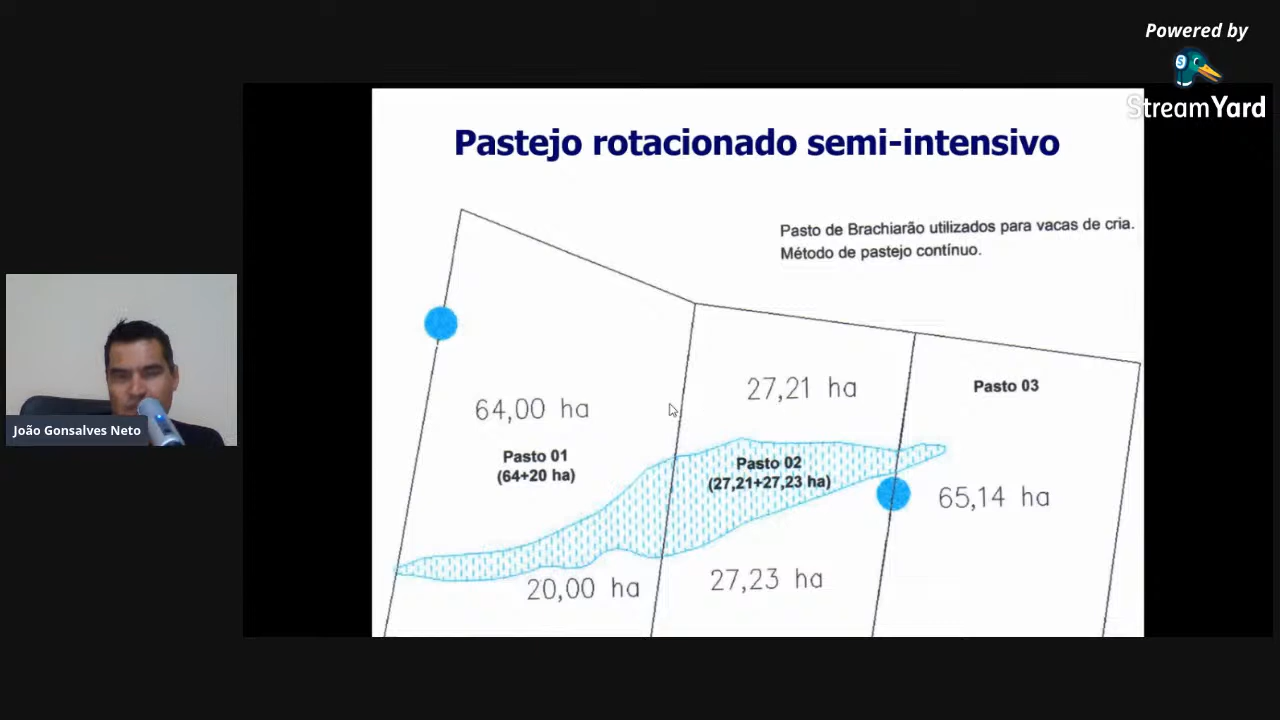 Powered by
StreamYard
Pastejo rotacionado semi-intensivo
Pasto de Brachiarão utilizados para vacas de cria.
Método de pastejo contínuo.
64,00 ha
Pasto 01
(64+20 ha)
20,00 ha
27,21 ha
Pasto 02
(27,21+27,23 ha)
27,23 ha
Pasto 03
65,14 ha
João Gonsalves Neto